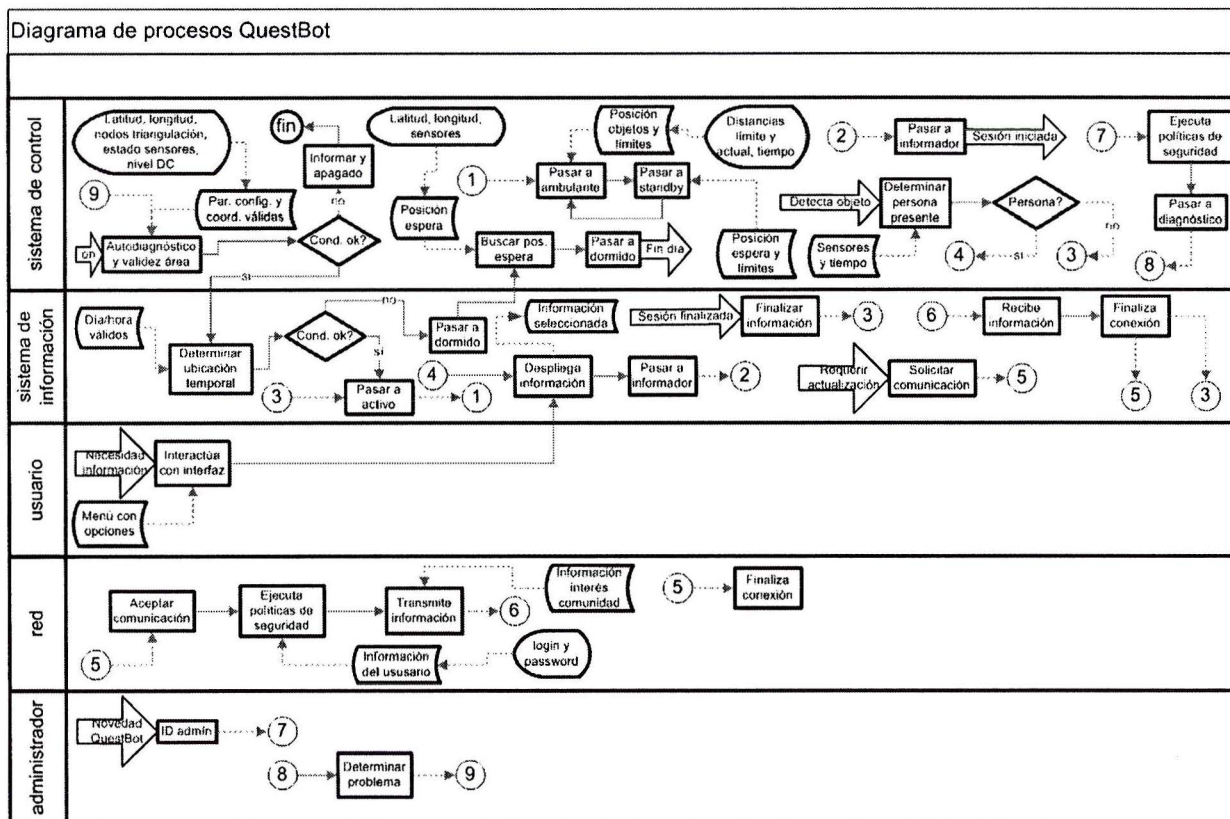 Diagrama de procesos QuestBot
sistema de control
Latitud, longitud,
nodos triangulación,
estado sensores,
nivel DC
fin
Latitud, longitud,
sensores
Posición
objetos y
límites
Distancias
límite y
actual, tiempo
2
Pasar a
informador
Sesión iniciada
7
Ejecuta
políticas de
seguridad
Informar y
apagado
1
Pasar a
ambulante
Pasar a
standby
9
Par. config. y
coord. válidas
no
Posición
espera
Detecta objeto
Determinar
persona
presente
Persona?
no
Pasar a
diagnóstico
on
Autodiagnóstico
y validez área
Cond. ok?
Buscar pos.
espera
Pasar a
dormido
Fin día
Posición
espera y
límites
Sensores
y tiempo
4
si
3
8
si
sistema de
información
Dia/hora
válidos
Determinar
ubicación
temporal
Cond. ok?
no
si
Pasar a
dormido
Información
seleccionada
Sesión finalizada
Finalizar
información
3
6
Recibe
información
Finaliza
conexión
4
Despliega
información
Pasar a
informador
2
Requerir
actualización
Solicitar
comunicación
5
3
Pasar a
activo
1
5
3
usuario
Necesidad
información
Interactúa
con interfaz
Menú con
opciones
red
Aceptar
comunicación
Ejecuta
políticas de
seguridad
Transmite
información
6
Información
interés
comunidad
5
Finaliza
conexión
5
Información
del ususario
login y
password
administrador
Novedad
QuestBot
ID admin
7
8
Determinar
problema
9